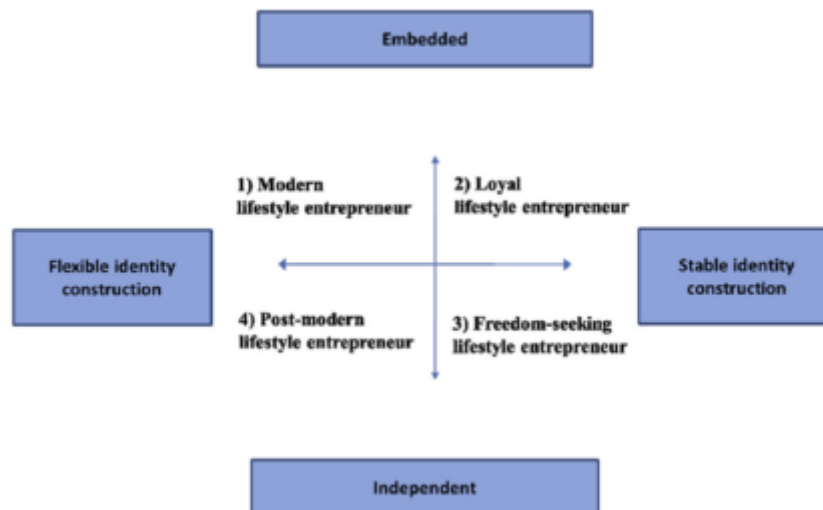 Embedded
1) Modern
lifestyle entrepreneur
2) Loyal
lifestyle entrepreneur
Flexible identity
construction
Stable identity
construction
4) Post-modern
lifestyle entrepreneur
3) Freedom-seeking
lifestyle entrepreneur
Independent